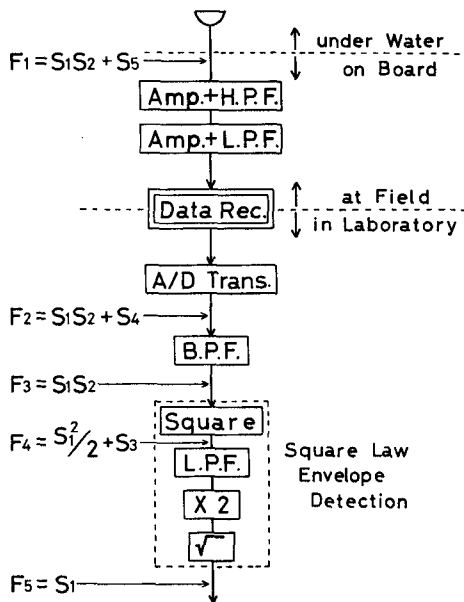 under Water
F₁ = S₁S₂ + S₅
on Board
Amp.+H.P.F.
Amp.+L.P.F.
at Field
Data Rec.
in Laboratory
A/D Trans.
F₂ = S₁S₂ + S₄
B.P.F.
F₃ = S₁S₂
Square
F₄ = S₁²/2 + S₃
L.P.F.
Square Law
Envelope
Detection
X 2
√
F₅ = S₁